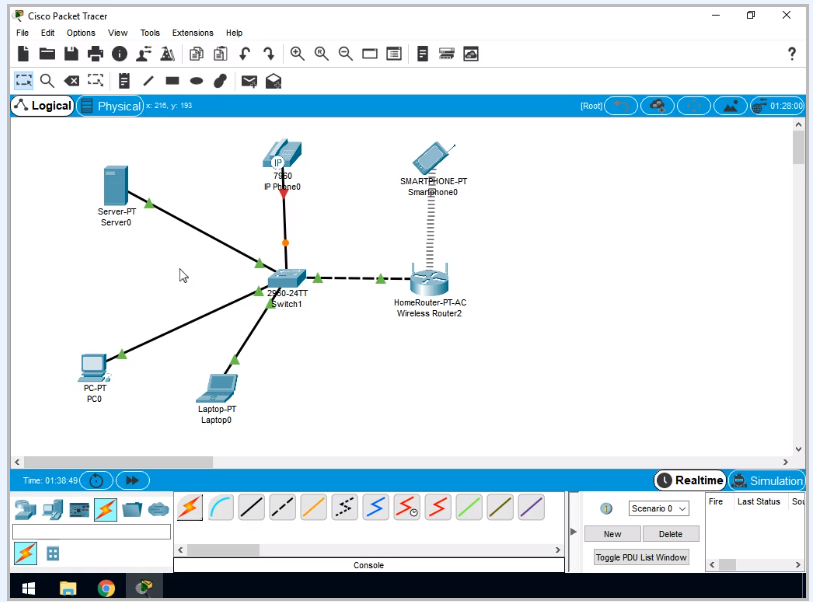 Cisco Packet Tracer
File Edit Options View Tools Extensions Help
?
Logical Physical x: 216, y: 193 [Root] 01:28:00
IP
7960
IP Phone0
SMARTPHONE-PT
Smartphone0
Server-PT
Server0
2960-24TT
Switch1
HomeRouter-PT-AC
Wireless Router2
PC-PT
PC0
Laptop-PT
Laptop0
Time: 01:38:49 Realtime Simulation
Scenario 0
Fire Last Status Sou
New Delete
Toggle PDU List Window
Console